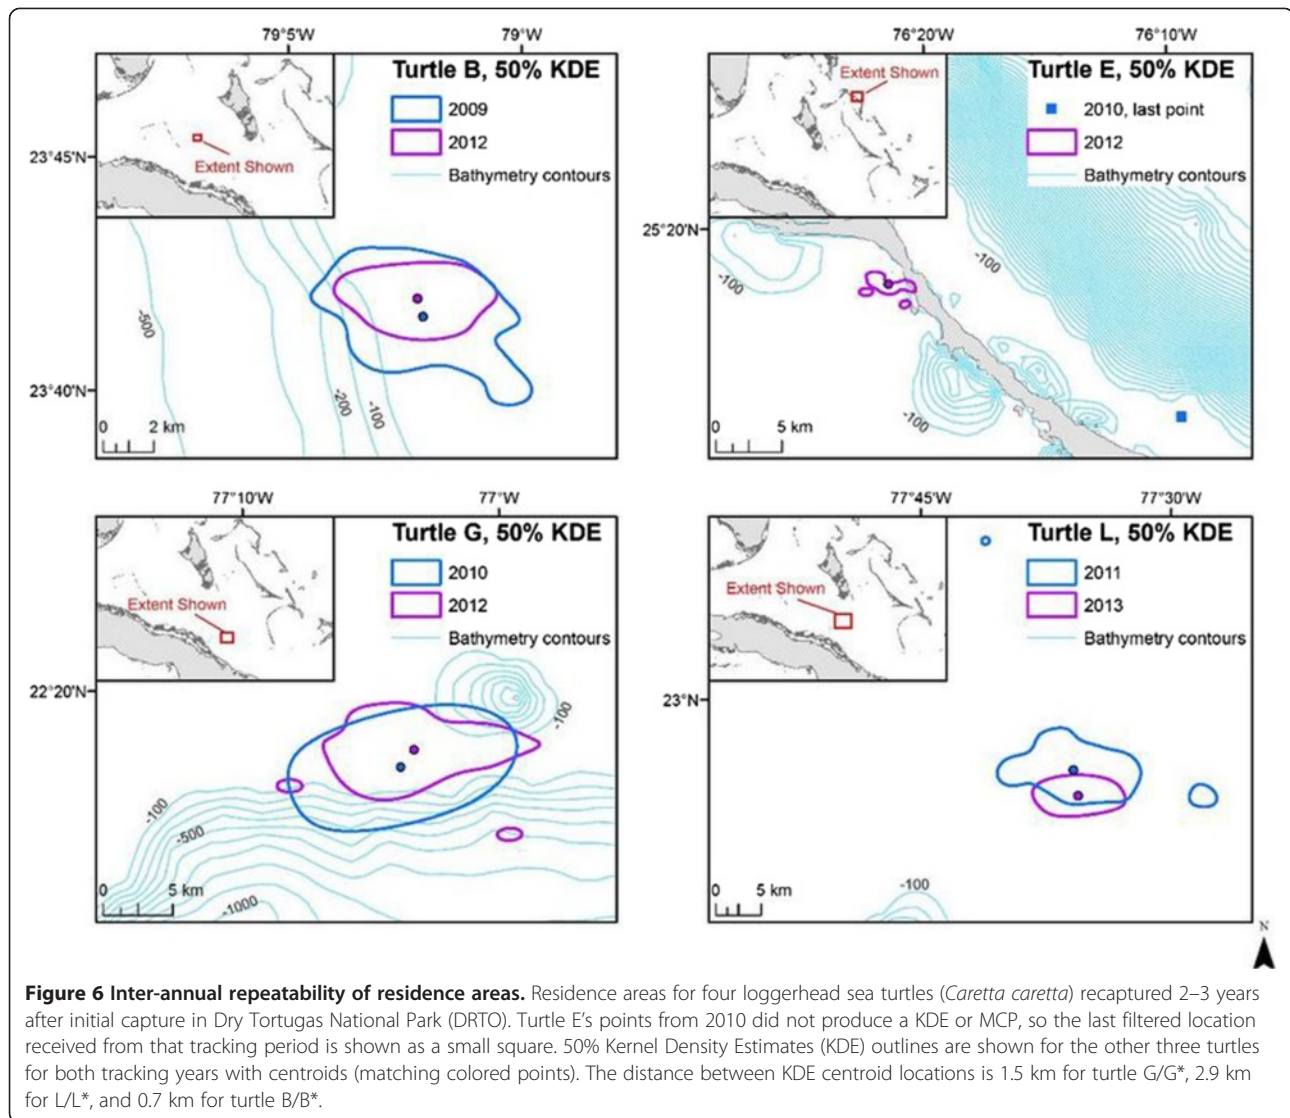 79°5'W 79°W
Turtle B, 50% KDE
2009
2012
Bathymetry contours
Extent Shown
23°45'N
23°40'N
-500
-200
-100
0 2 km
76°20'W 76°10'W
Turtle E, 50% KDE
2010, last point
2012
Bathymetry contours
Extent Shown
25°20'N
-100
-100
-100
0 5 km
77°10'W 77°W
Turtle G, 50% KDE
2010
2012
Bathymetry contours
Extent Shown
22°20'N
-100
-100
-500
-1000
0 5 km
77°45'W 77°30'W
Turtle L, 50% KDE
2011
2013
Bathymetry contours
Extent Shown
23°N
-100
0 5 km
N
Figure 6 Inter-annual repeatability of residence areas. Residence areas for four loggerhead sea turtles (Caretta caretta) recaptured 2–3 years
after initial capture in Dry Tortugas National Park (DRTO). Turtle E's points from 2010 did not produce a KDE or MCP, so the last filtered location
received from that tracking period is shown as a small square. 50% Kernel Density Estimates (KDE) outlines are shown for the other three turtles
for both tracking years with centroids (matching colored points). The distance between KDE centroid locations is 1.5 km for turtle G/G*, 2.9 km
for L/L*, and 0.7 km for turtle B/B*.